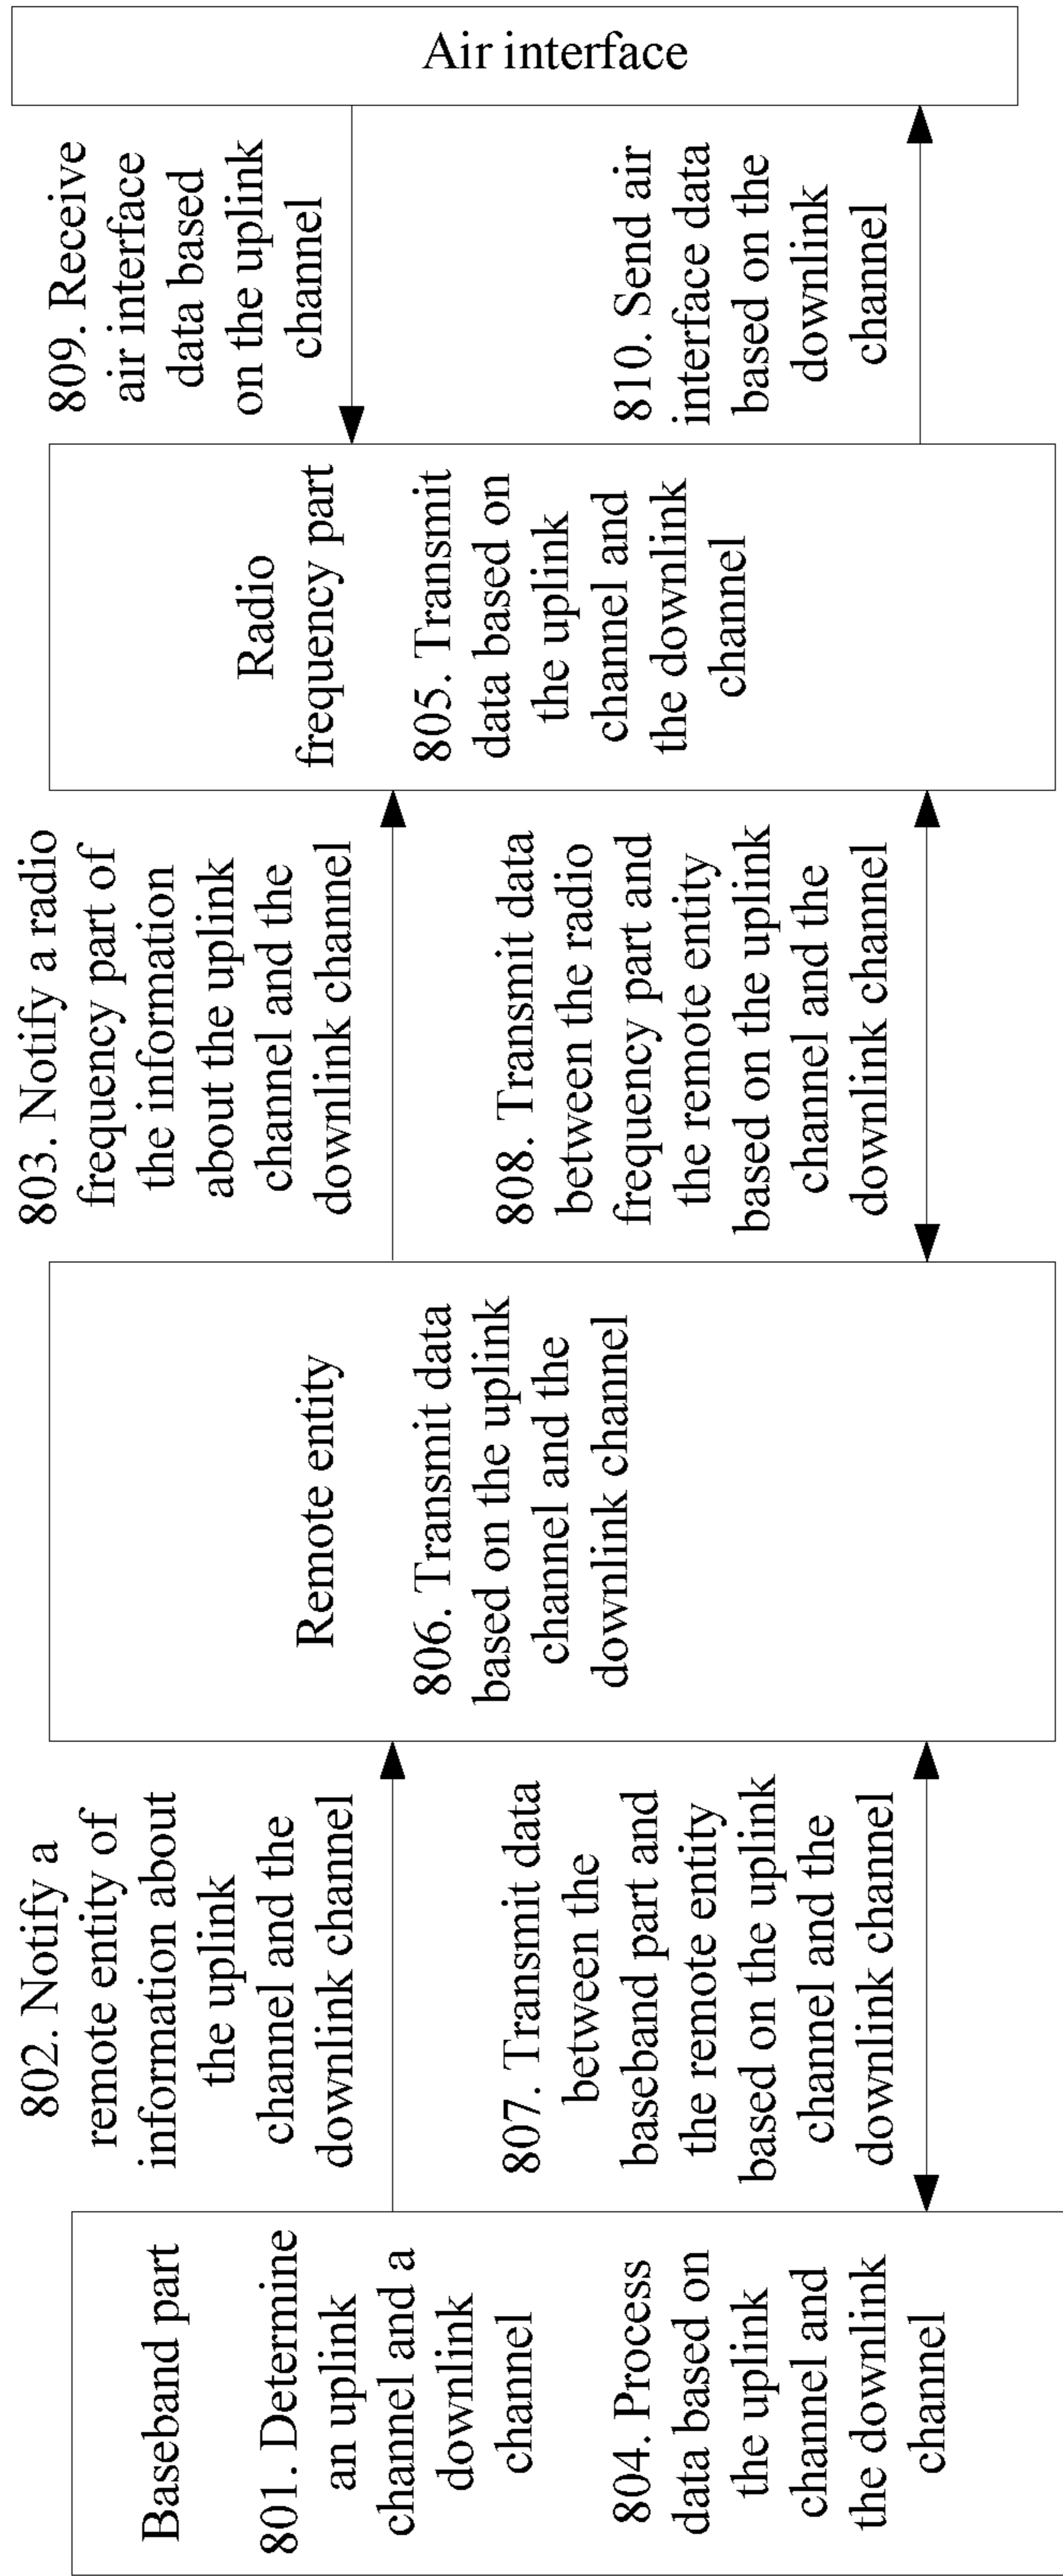 Baseband part
801. Determine
an uplink
channel and a
downlink
channel
804. Process
data based on
the uplink
channel and
the downlink
channel
802. Notify a
remote entity of
information about
the uplink
channel and the
downlink channel
807. Transmit data
between the
baseband part and
the remote entity
based on the uplink
channel and the
downlink channel
Remote entity
806. Transmit data
based on the uplink
channel and the
downlink channel
803. Notify a radio
frequency part of
the information
about the uplink
channel and the
downlink channel
808. Transmit data
between the radio
frequency part and
the remote entity
based on the uplink
channel and the
downlink channel
Radio
frequency part
805. Transmit
data based on
the uplink
channel and
the downlink
channel
809. Receive
air interface
data based
on the uplink
channel
810. Send air
interface data
based on the
downlink
channel
Air interface